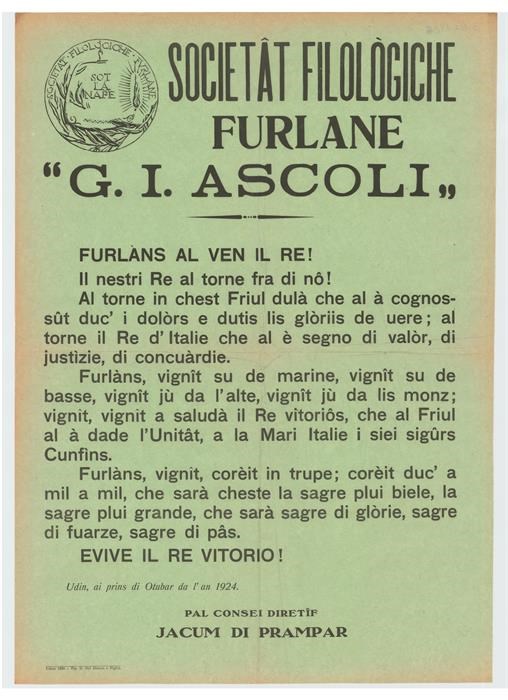 SOCIETÂT FILOLÒGICHE FURLANE
SOT
LA
NAPE
SOCIETÂT FILOLÒGICHE
FURLANE
“G. I. ASCOLI„
FURLÀNS AL VEN IL RE!
Il nestri Re al torne fra di nô!
Al torne in chest Friul dulà che al à cognos-
sût duc' i dolòrs e dutis lis glòriis de uere; al
torne il Re d'Italie che al è segno di valòr, di
justìzie, di concuàrdie.
Furlàns, vignît su de marine, vignît su de
basse, vignît jù da l'alte, vignît jù da lis monz;
vignit, vignit a saludà il Re vitoriôs, che al Friul
al à dade l'Unitât, a la Mari Italie i siei sigûrs
Cunfìns.
Furlàns, vignit, corèit in trupe; corèit duc' a
mil a mil, che sarà cheste la sagre plui biele, la
sagre plui grande, che sarà sagre di glòrie, sagre
di fuarze, sagre di pâs.
EVIVE IL RE VITORIO!
Udin, ai prins di Otubar da l'an 1924.
PAL CONSEI DIRETÎF
JACUM DI PRAMPAR